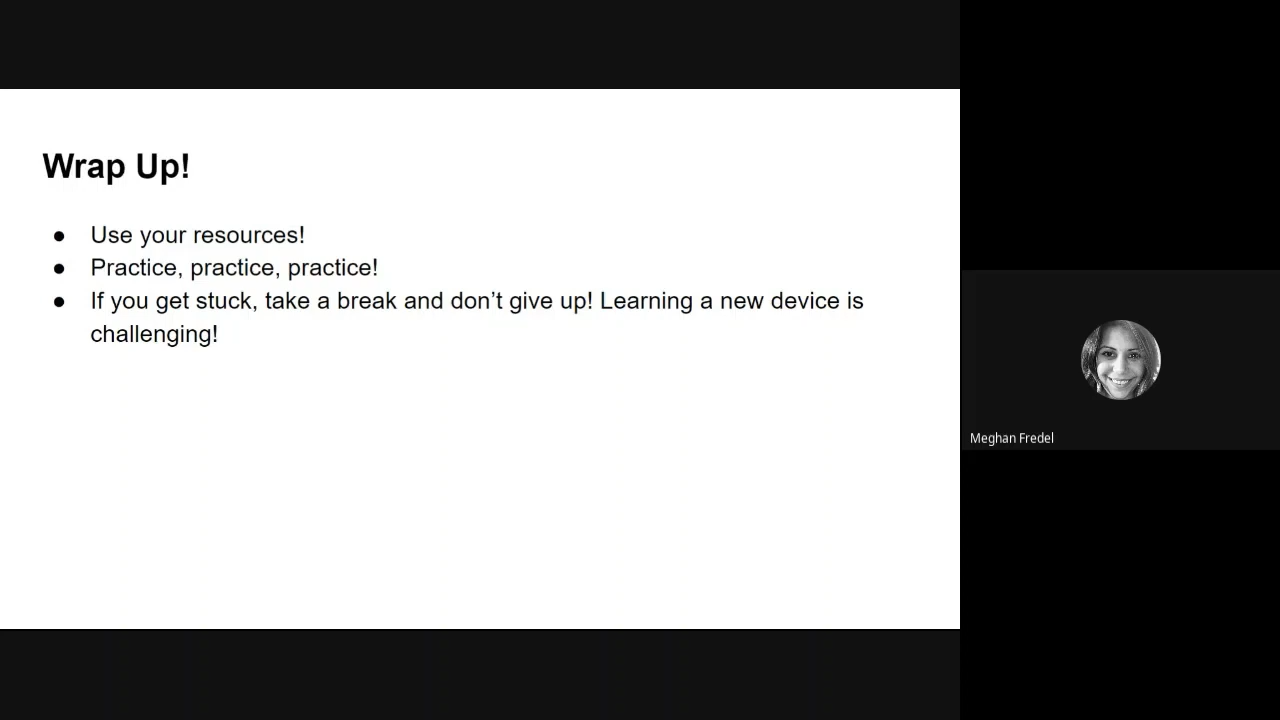 Wrap Up!
● Use your resources!
● Practice, practice, practice!
● If you get stuck, take a break and don’t give up! Learning a new device is
challenging!
Meghan Fredel